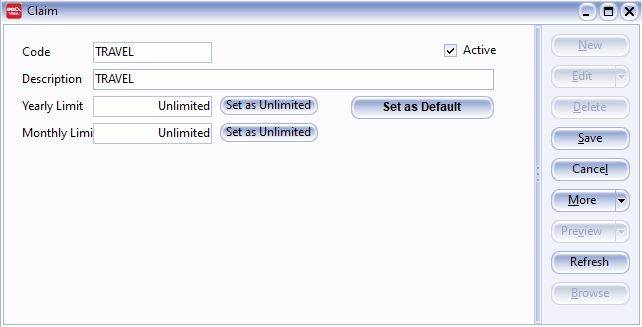 Claim
Code TRAVEL Active
Description TRAVEL
Yearly Limit Unlimited Set as Unlimited Set as Default
Monthly Limi Unlimited Set as Unlimited
New
Edit
Delete
Save
Cancel
More
Preview
Refresh
Browse